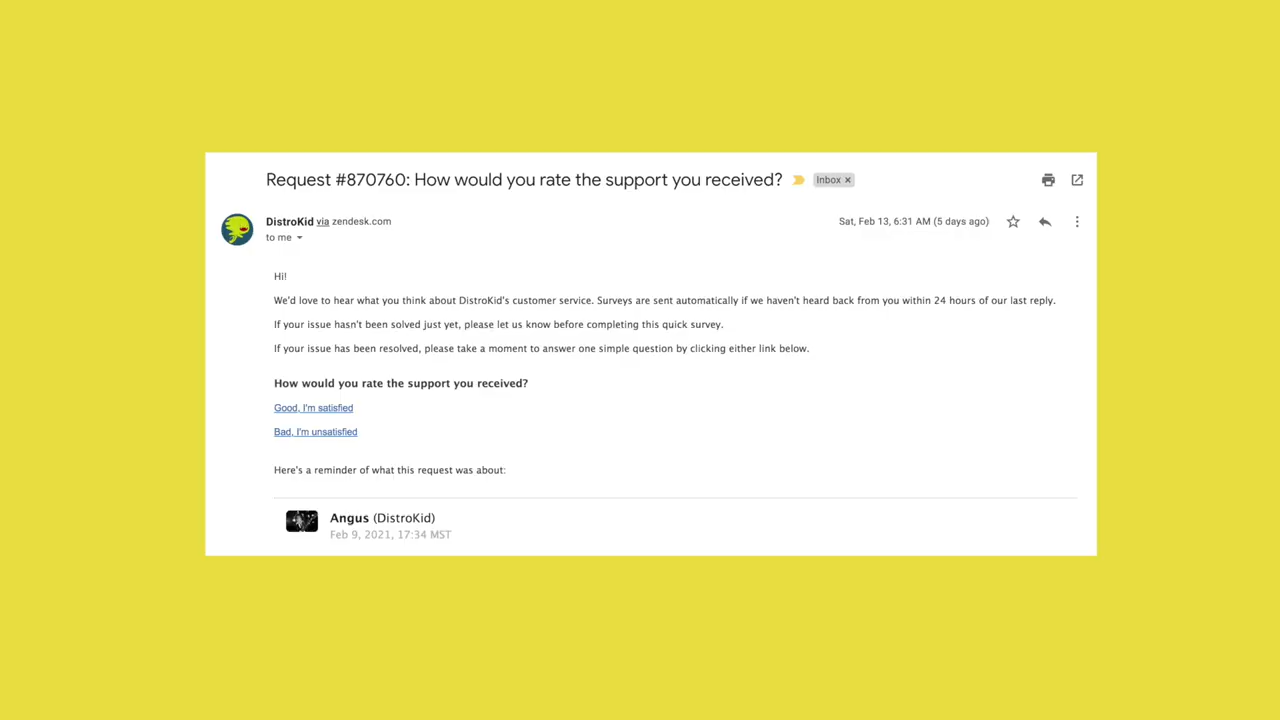 Request #870760: How would you rate the support you received? Inbox ×
DistroKid via zendesk.com Sat, Feb 13, 6:31 AM (5 days ago)
to me
Hi!
We'd love to hear what you think about DistroKid's customer service. Surveys are sent automatically if we haven't heard back from you within 24 hours of our last reply.
If your issue hasn't been solved just yet, please let us know before completing this quick survey.
If your issue has been resolved, please take a moment to answer one simple question by clicking either link below.
How would you rate the support you received?
Good, I'm satisfied
Bad, I'm unsatisfied
Here's a reminder of what this request was about:
Angus (DistroKid)
Feb 9, 2021, 17:34 MST